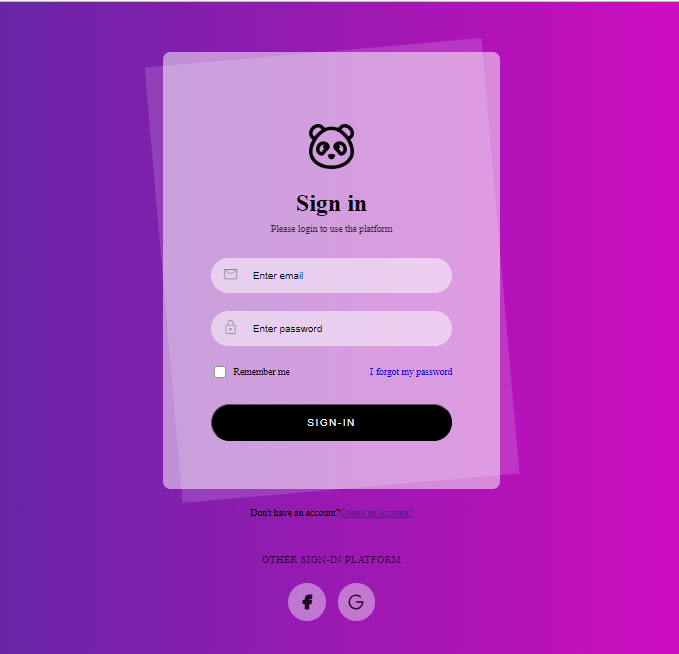 Sign in
Please login to use the platform
Enter email
Enter password
Remember me I forgot my password
SIGN-IN
Don't have an account?Create an account?
OTHER SIGN-IN PLATFORM